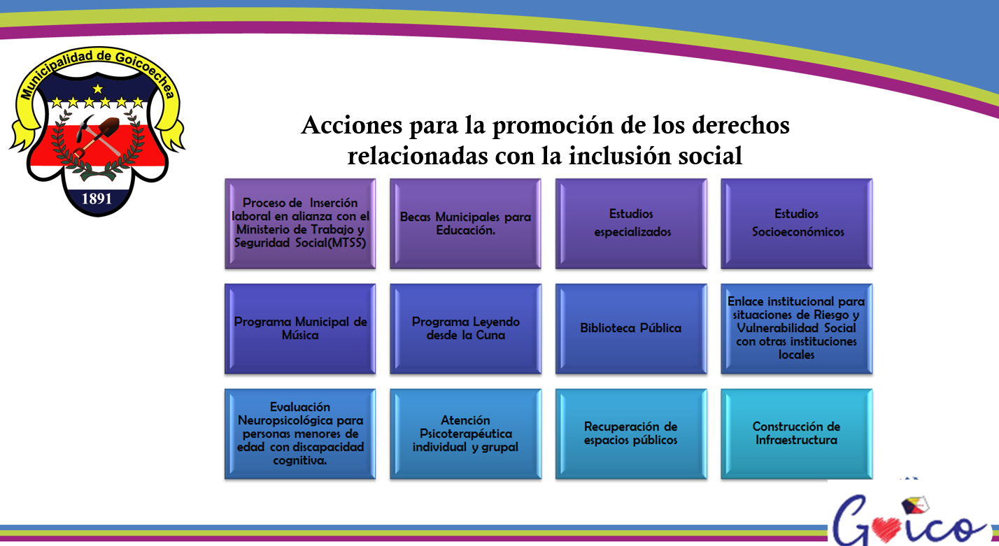 Municipalidad de Goicoechea
1891
Acciones para la promoción de los derechos
relacionadas con la inclusión social
Proceso de Inserción
laboral en alianza con el
Ministerio de Trabajo y
Seguridad Social(MTSS)
Becas Municipales para
Educación.
Estudios
especializados
Estudios
Socioeconómicos
Programa Municipal de
Música
Programa Leyendo
desde la Cuna
Biblioteca Pública
Enlace institucional para
situaciones de Riesgo y
Vulnerabilidad Social
con otras instituciones
locales
Evaluación
Neuropsicológica para
personas menores de
edad con discapacidad
cognitiva.
Atención
Psicoterapéutica
individual y grupal
Recuperación de
espacios públicos
Construcción de
Infraestructura
Goico